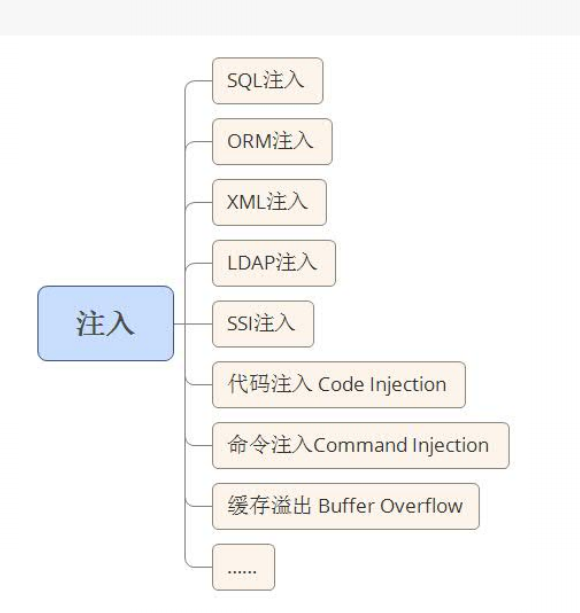 SQL注入
ORM注入
XML注入
LDAP注入
注入
SSI注入
代码注入 Code Injection
命令注入Command Injection
缓存溢出 Buffer Overflow
......